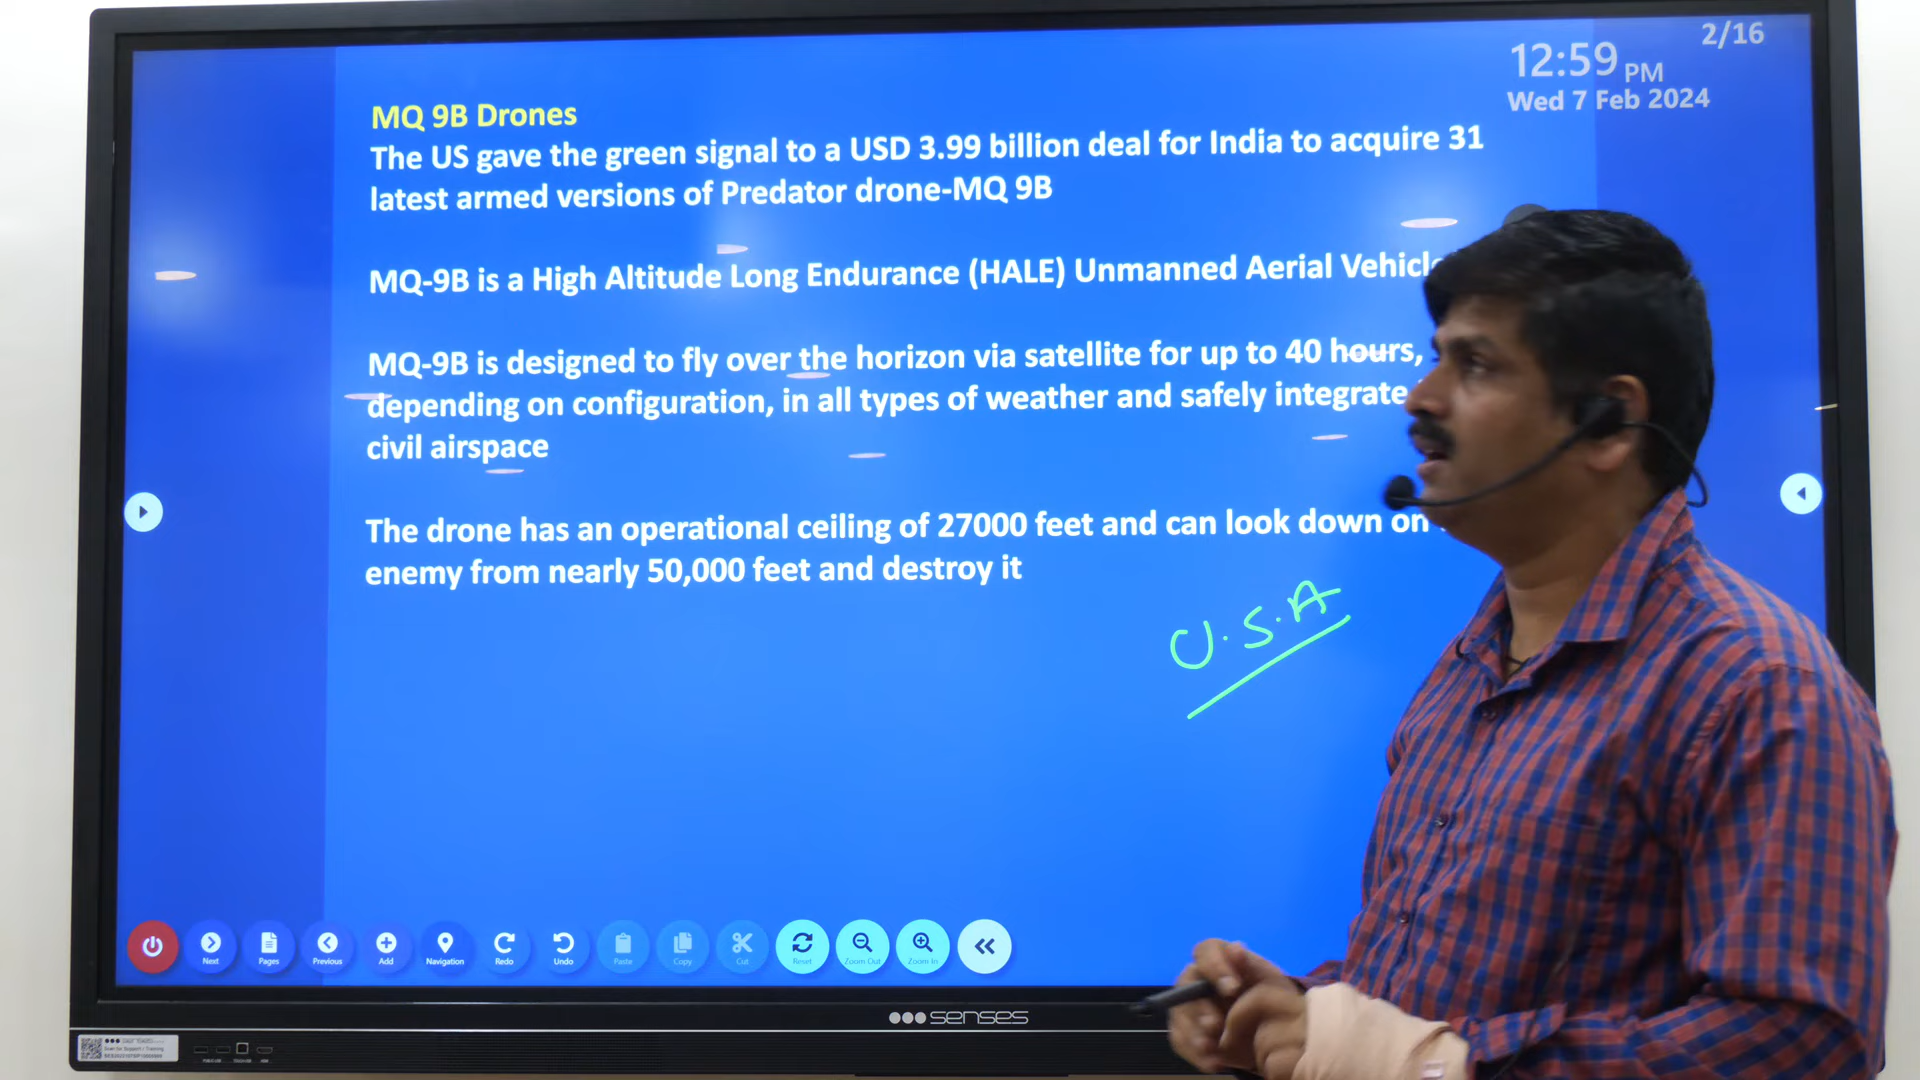 2/16
12:59 PM
Wed 7 Feb 2024
MQ 9B Drones
The US gave the green signal to a USD 3.99 billion deal for India to acquire 31
latest armed versions of Predator drone-MQ 9B
MQ-9B is a High Altitude Long Endurance (HALE) Unmanned Aerial
MQ-9B is designed to fly over the horizon via satellite for up to 40 hours,
depending on configuration, in all types of weather and safely integrate
civil airspace
The drone has an operational ceiling of 27000 feet and can look down on
enemy from nearly 50,000 feet and destroy it
U.S.A
Next Pages Previous Add Navigation Redo Undo Paste Copy Cut Reset Zoom Out Zoom In
senses